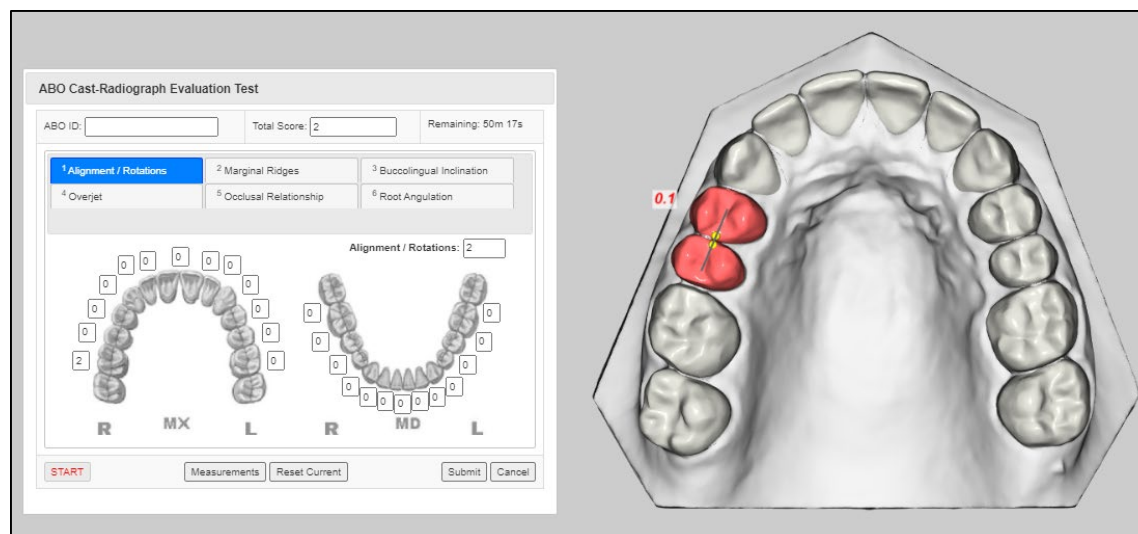 ABO Cast-Radiograph Evaluation Test
ABO ID: Total Score: 2 Remaining: 50m 17s
1 Alignment / Rotations 2 Marginal Ridges 3 Buccolingual Inclination
4 Overjet 5 Occlusal Relationship 6 Root Angulation
Alignment / Rotations: 2
0 0 0 0 0
0 0
0 0 0
0 0 0 0
0 0
2 0 0 0
0 0 0 0 0 0 0
R MX L R MD L
START Measurements Reset Current Submit Cancel
0.1